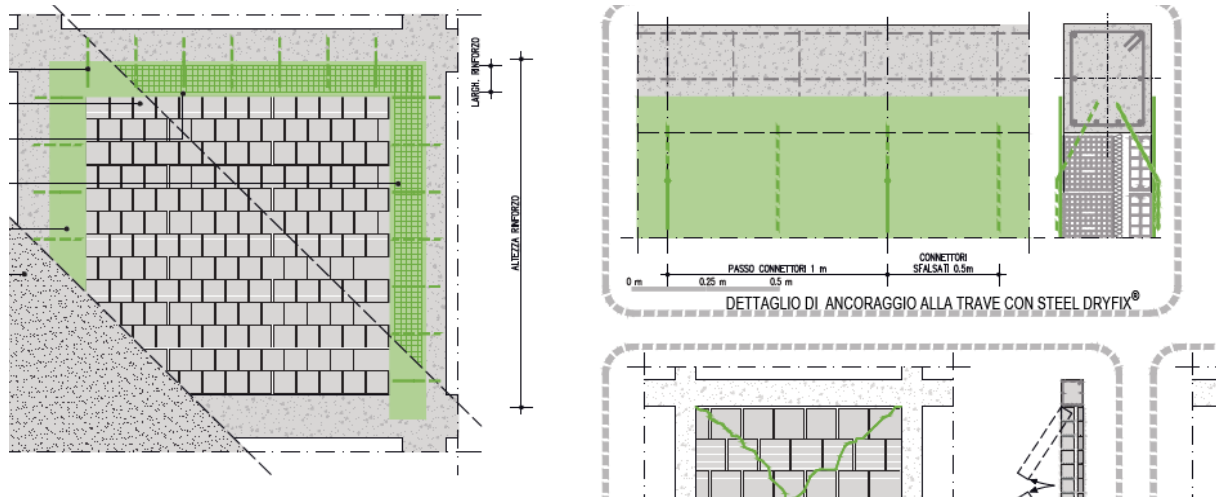 LARGH. RINFORZO
ALTEZZA RINFORZO
PASSO CONNETTORI 1 m
CONNETTORI
SFALSATI 0.5m
0 m
0.25 m
0.5 m
DETTAGLIO DI ANCORAGGIO ALLA TRAVE CON STEEL DRYFIX®